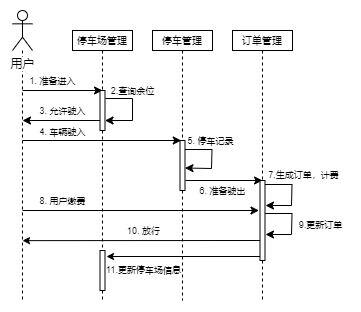 停车场管理
停车管理
订单管理
用户
1. 准备进入
2.查询余位
3. 允许驶入
4. 车辆驶入
5. 停车记录
7.生成订单，计费
6. 准备驶出
8. 用户缴费
9.更新订单
10. 放行
11.更新停车场信息